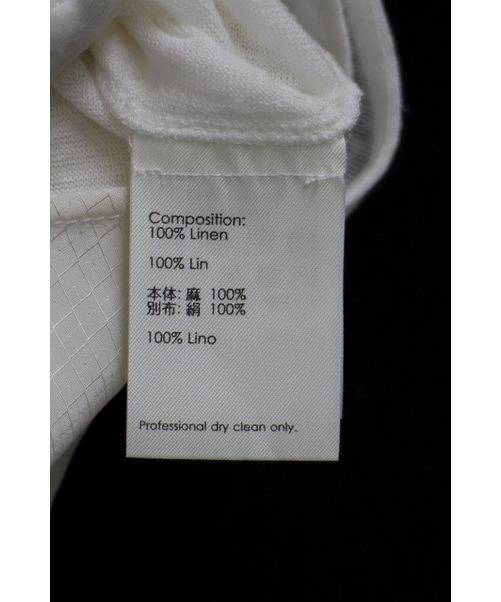 Composition:
100% Linen
100% Lin
本体: 麻 100%
別布: 絹 100%
100% Lino
Professional dry clean only.